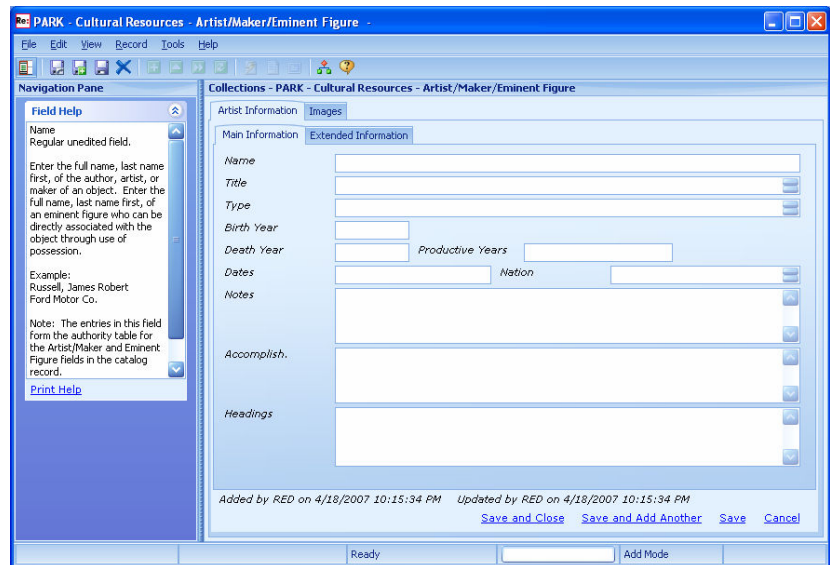 Re: PARK - Cultural Resources - Artist/Maker/Eminent Figure -
File Edit View Record Tools Help
Navigation Pane
Collections - PARK - Cultural Resources - Artist/Maker/Eminent Figure
Field Help
Name
Regular unedited field.
Enter the full name, last name
first, of the author, artist, or
maker of an object. Enter the
full name, last name first, of
an eminent figure who can be
directly associated with the
object through use of
possession.
Example:
Russell, James Robert
Ford Motor Co.
Note: The entries in this field
form the authority table for
the Artist/Maker and Eminent
Figure fields in the catalog
record.
Print Help
Artist Information Images
Main Information Extended Information
Name
Title
Type
Birth Year
Death Year Productive Years
Dates Nation
Notes
Accomplish.
Headings
Added by RED on 4/18/2007 10:15:34 PM Updated by RED on 4/18/2007 10:15:34 PM
Save and Close Save and Add Another Save Cancel
Ready Add Mode